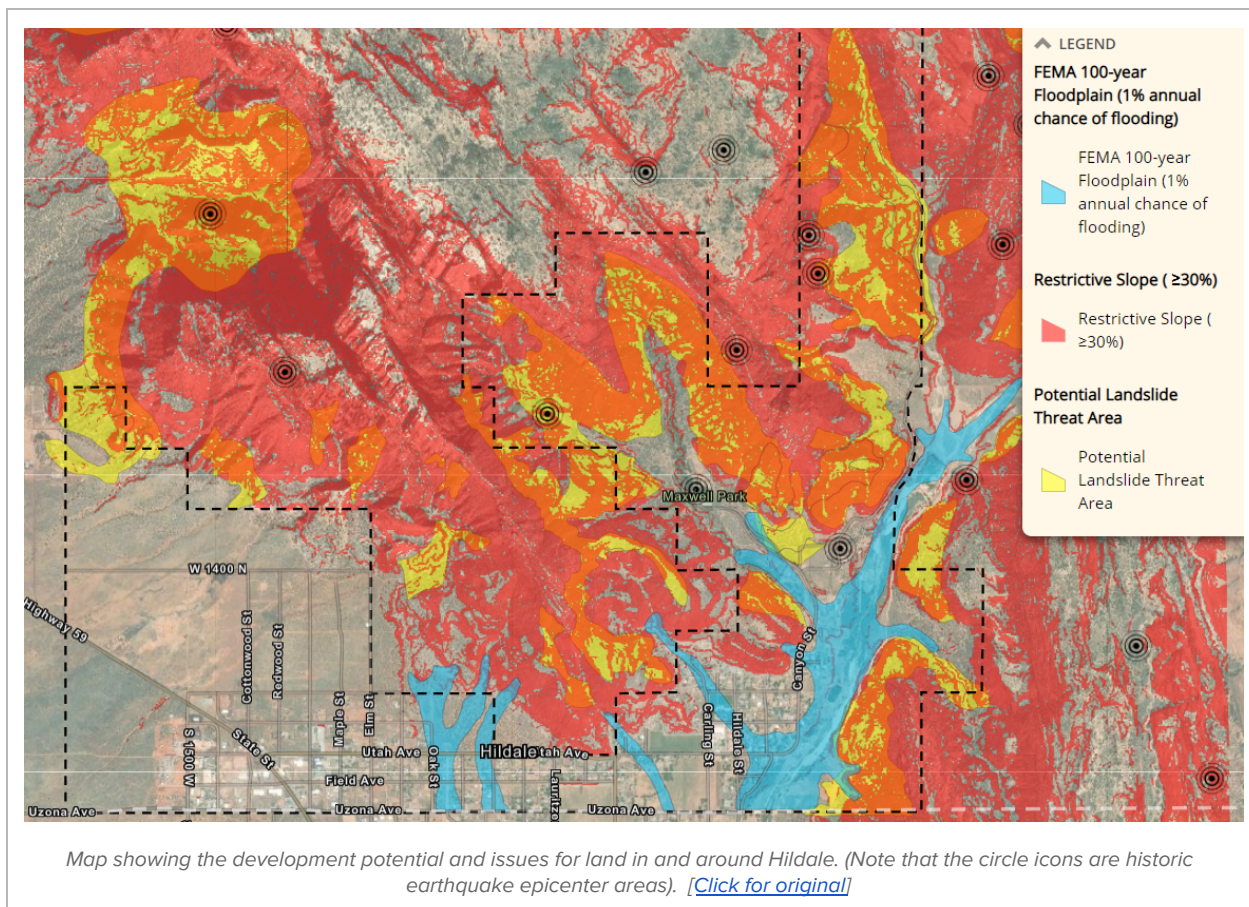 LEGEND
FEMA 100-year
Floodplain (1% annual
chance of flooding)
FEMA 100-year
Floodplain (1%
annual chance of
flooding)
Restrictive Slope ( ≥30%)
Restrictive Slope (
≥30%)
Potential Landslide
Threat Area
Potential
Landslide Threat
Area
Maxwell Park
W 1400 N
Highway 59
Cottonwood St
Redwood St
Maple St
Elm St
Canyon St
Carling St
Hildale St
S 1500 W
State St
Utah Ave
Oak St
Hildale
tah Ave
Field Ave
Lauritze
Uzona Ave
Uzona Ave
Uzona Ave
Map showing the development potential and issues for land in and around Hildale. (Note that the circle icons are historic
earthquake epicenter areas). [Click for original]